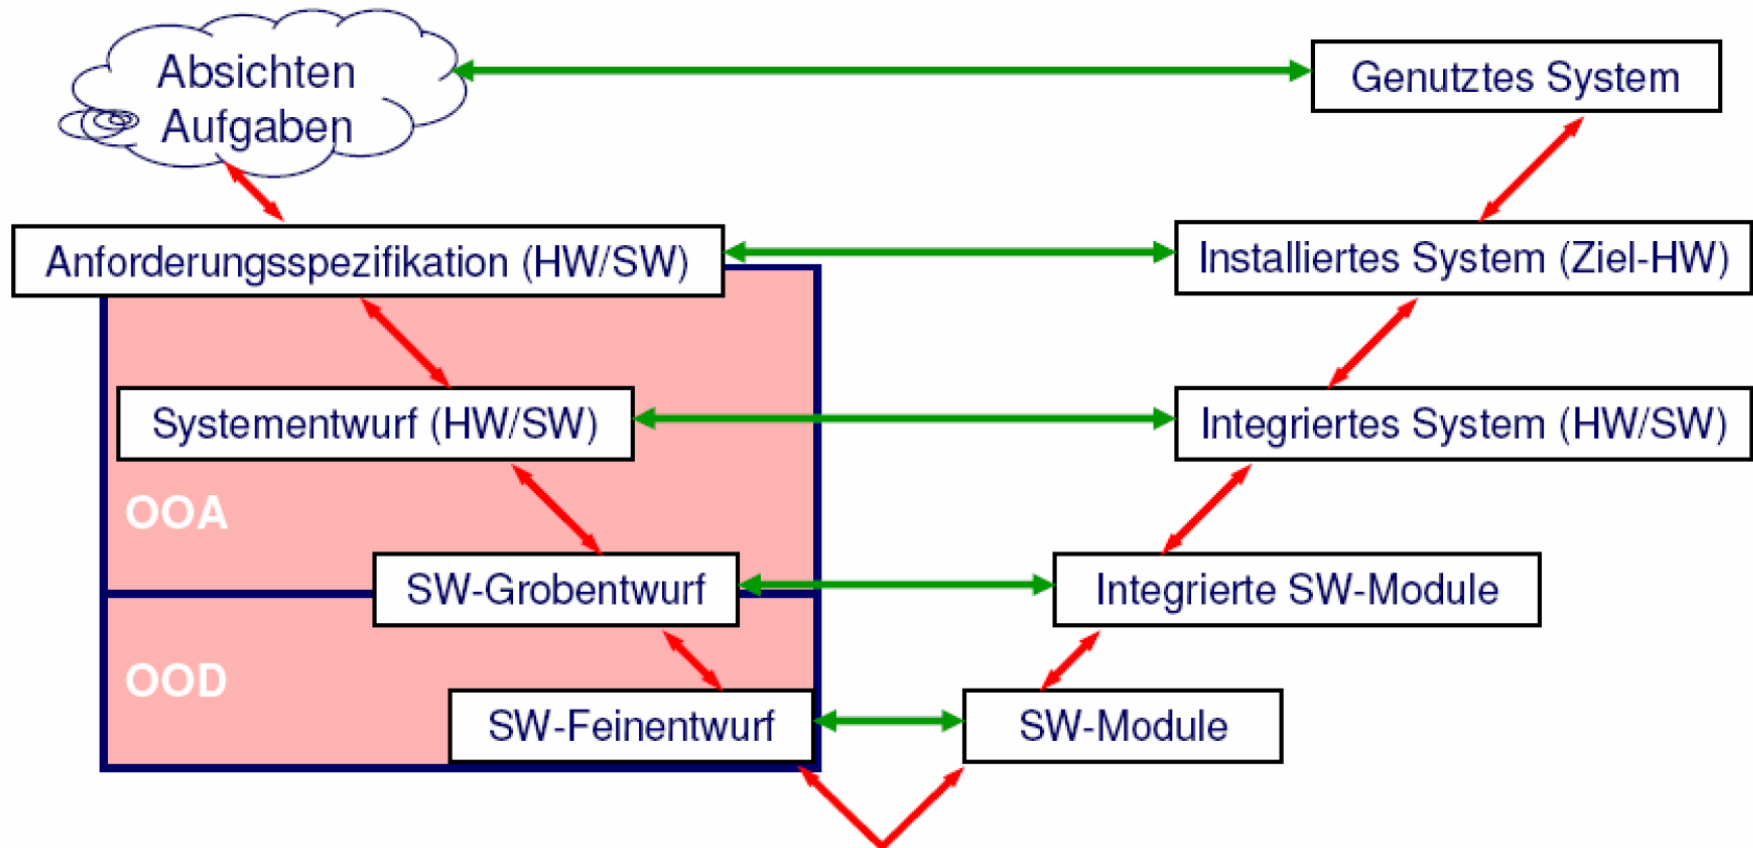 Absichten
Aufgaben
Genutztes System
Anforderungsspezifikation (HW/SW)
Installiertes System (Ziel-HW)
Systementwurf (HW/SW)
Integriertes System (HW/SW)
OOA
SW-Grobentwurf
Integrierte SW-Module
OOD
SW-Feinentwurf
SW-Module